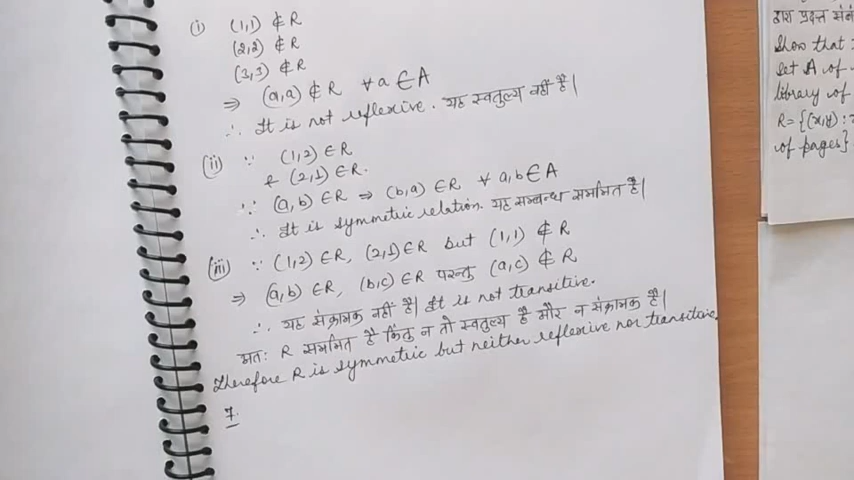 (i) (1,1) ∉ R
(2,2) ∉ R
(3,3) ∉ R
⇒ (a,a) ∉ R ∀ a ∈ A
∴ It is not reflexive. यह स्वतुल्य नहीं है।
(ii) ∵ (1,2) ∈ R
& (2,1) ∈ R.
∵ (a,b) ∈ R ⇒ (b,a) ∈ R ∀ a,b ∈ A
∴ It is symmetric relation. यह सम्बन्ध सममित है।
(iii) ∵ (1,2) ∈ R, (2,1) ∈ R but (1,1) ∉ R
⇒ (a,b) ∈ R, (b,c) ∈ R परन्तु (a,c) ∉ R
∴ यह संक्रामक नहीं है। It is not transitive.
अतः R सममित है किंतु न तो स्वतुल्य है और न संक्रामक है।
Therefore R is symmetric but neither reflexive nor transitive.
7.
द्वारा प्रदत्त
Show that
set A of
library of
R = {(x,y) :
of pages}